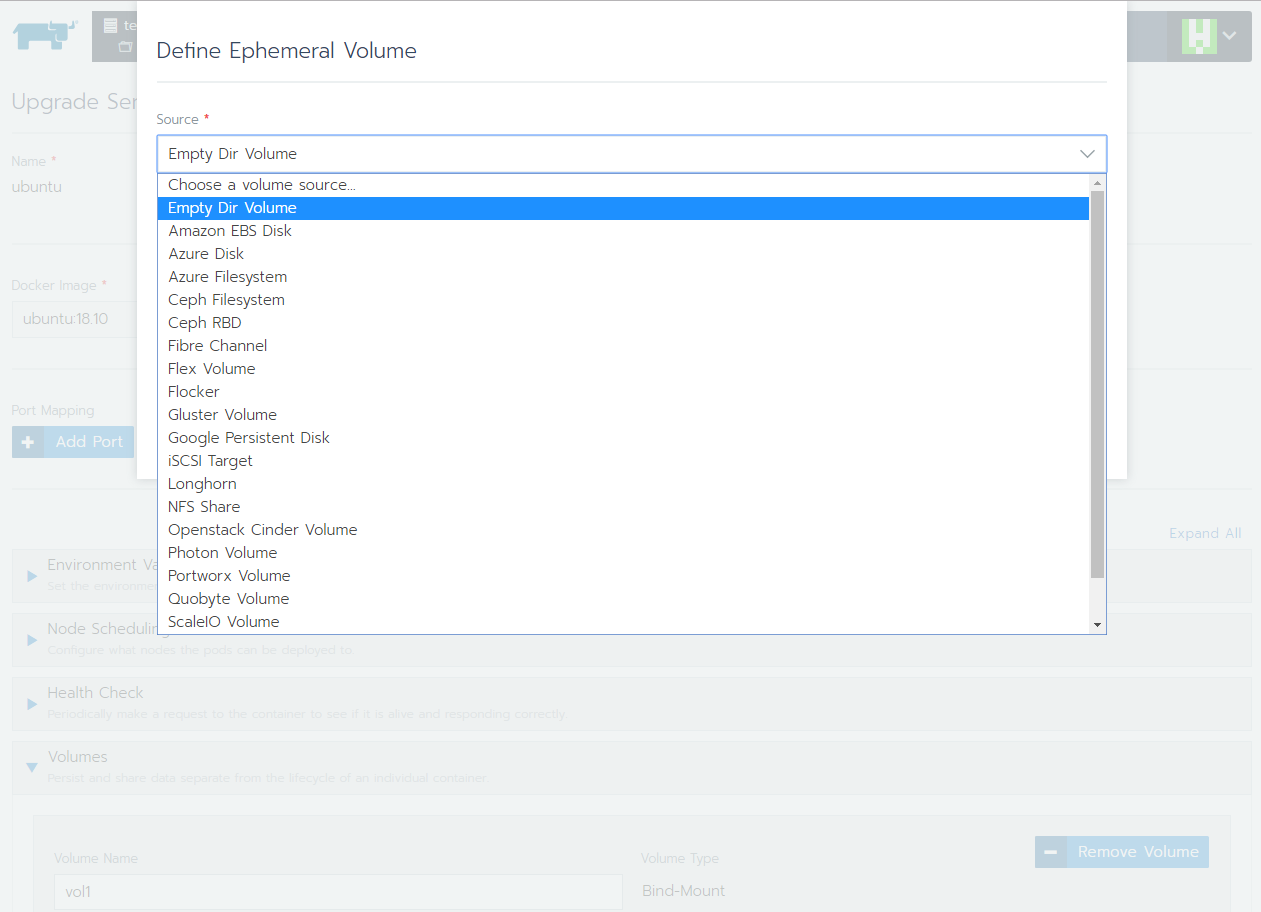 te
Define Ephemeral Volume
Upgrade Ser
Source *
Empty Dir Volume
Name *
ubuntu
Choose a volume source...
Empty Dir Volume
Amazon EBS Disk
Azure Disk
Azure Filesystem
Ceph Filesystem
Ceph RBD
Fibre Channel
Flex Volume
Flocker
Gluster Volume
Google Persistent Disk
iSCSI Target
Longhorn
NFS Share
Openstack Cinder Volume
Photon Volume
Portworx Volume
Quobyte Volume
ScaleIO Volume
Docker Image *
ubuntu:18.10
Port Mapping
Add Port
Expand All
Environment Va
Set the environmen
Node Scheduling
Configure what nodes the pods can be deployed to
Health Check
Periodically make a request to the container to see if it is alive and responding correctly
Volumes
Persist and share data separate from the lifecycle of an individual container
Remove Volume
Volume Name
Volume Type
vol1
Bind-Mount